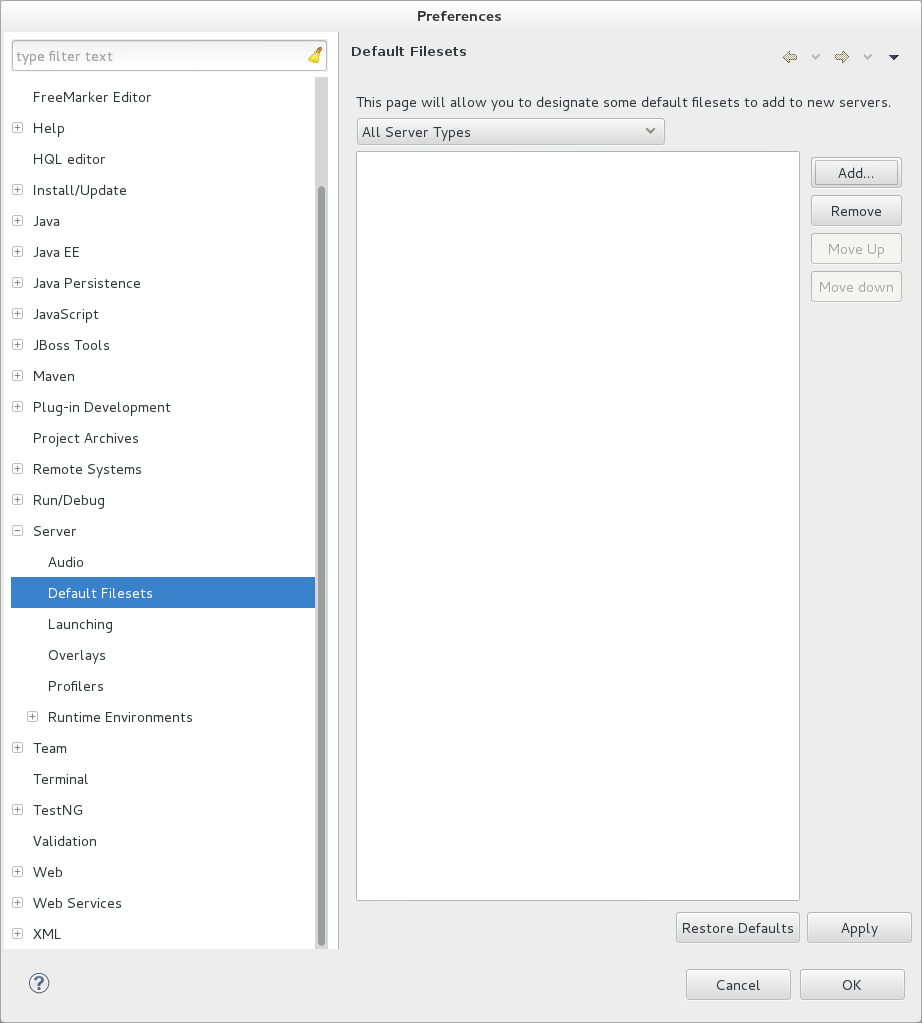 Preferences
type filter text
FreeMarker Editor
Help
HQL editor
Install/Update
Java
Java EE
Java Persistence
JavaScript
JBoss Tools
Maven
Plug-in Development
Project Archives
Remote Systems
Run/Debug
Server
Audio
Default Filesets
Launching
Overlays
Profilers
Runtime Environments
Team
Terminal
TestNG
Validation
Web
Web Services
XML
Default Filesets
This page will allow you to designate some default filesets to add to new servers.
All Server Types
Add...
Remove
Move Up
Move down
Restore Defaults
Apply
?
Cancel
OK